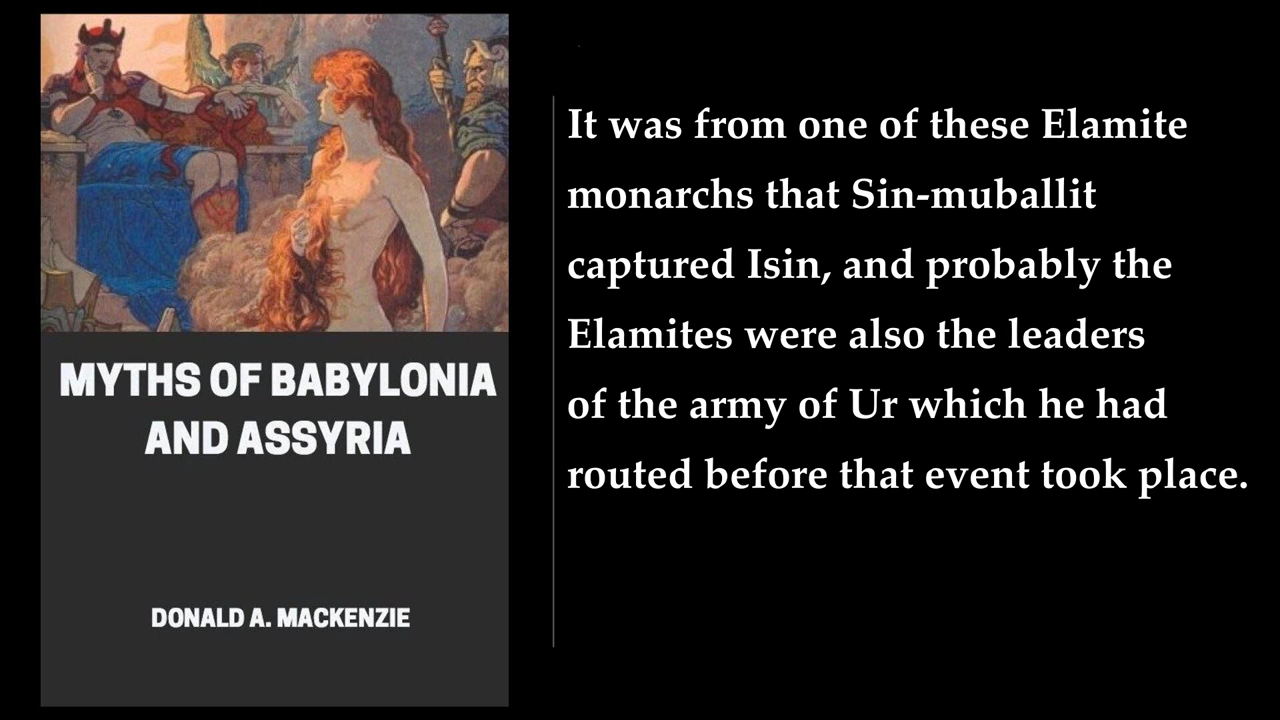 MYTHS OF BABYLONIA
AND ASSYRIA
DONALD A. MACKENZIE
It was from one of these Elamite
monarchs that Sin-muballit
captured Isin, and probably the
Elamites were also the leaders
of the army of Ur which he had
routed before that event took place.